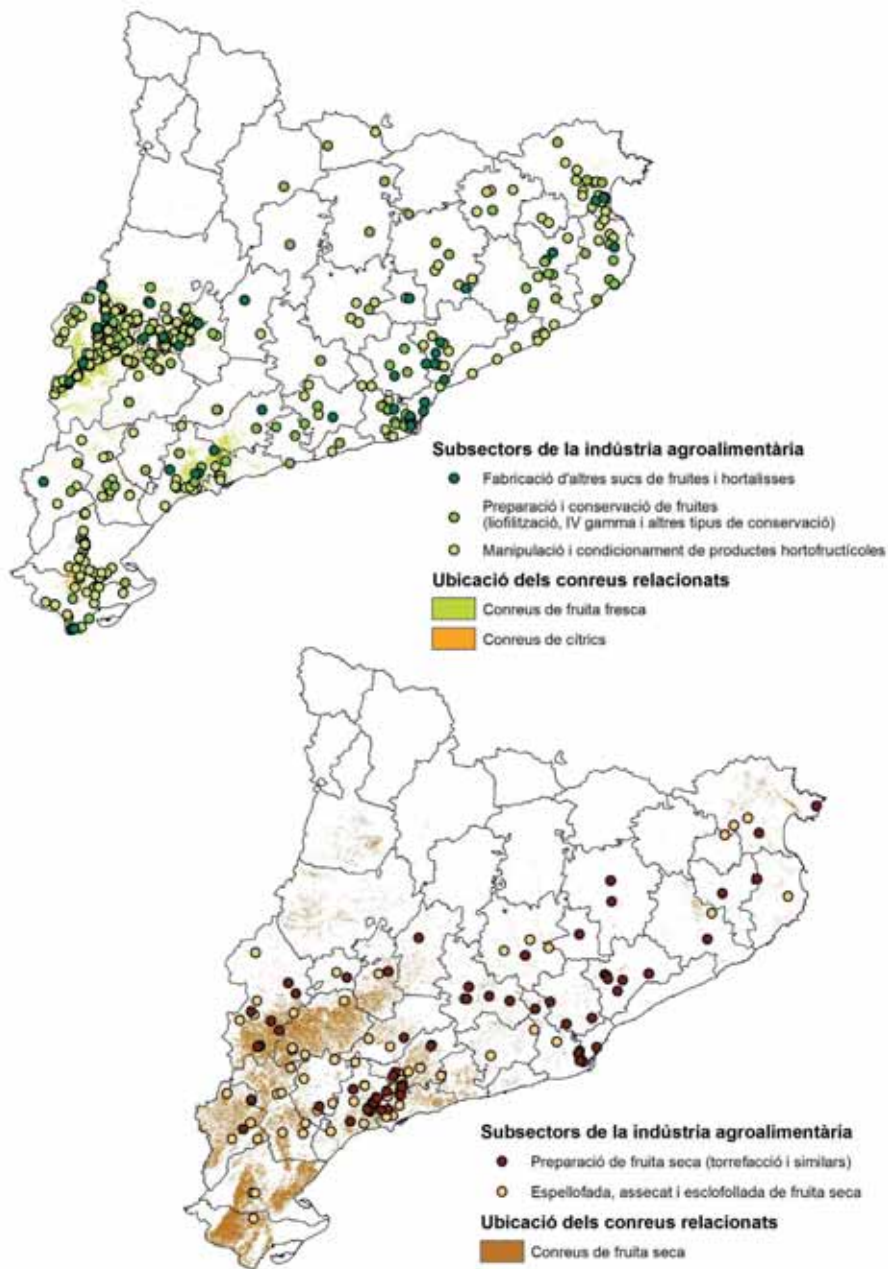 Subsectors de la indústria agroalimentària
Fabricació d'altres sucs de fruites i hortalisses
Preparació i conservació de fruites
(liofilització, IV gamma i altres tipus de conservació)
Manipulació i condicionament de productes hortofructícoles
Ubicació dels conreus relacionats
Conreus de fruita fresca
Conreus de cítrics
Subsectors de la indústria agroalimentària
Preparació de fruita seca (torrefacció i similars)
Espellofada, assecat i esclofollada de fruita seca
Ubicació dels conreus relacionats
Conreus de fruita seca